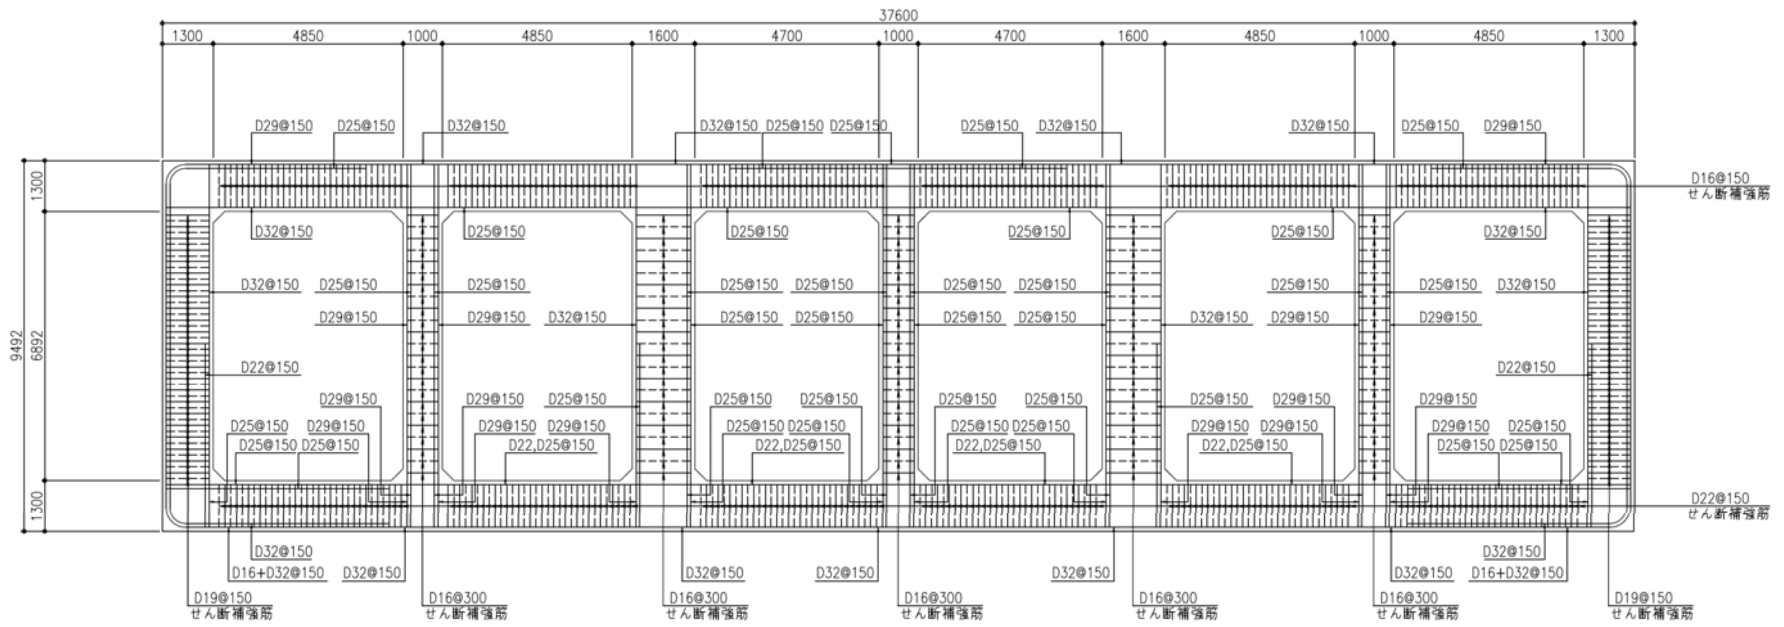 37600
1300 4850 1000 4850 1600 4700 1000 4700 1600 4850 1000 4850 1300
D29@150 D25@150 D32@150 D32@150 D25@150 D25@150 D25@150 D32@150 D32@150 D25@150 D29@150
1300
D16@150
せん断補強筋
D32@150 D25@150 D25@150 D25@150 D25@150 D32@150
D32@150 D25@150 D25@150 D25@150 D25@150 D25@150 D25@150 D25@150 D25@150 D32@150
9492
6892
D29@150 D29@150 D32@150 D25@150 D25@150 D25@150 D25@150 D32@150 D29@150 D29@150
D22@150 D22@150
D29@150 D29@150 D25@150 D25@150 D25@150 D25@150 D25@150 D25@150 D29@150 D29@150
D25@150 D29@150 D29@150 D29@150 D25@150 D25@150 D25@150 D25@150 D29@150 D29@150 D29@150 D25@150
D25@150 D25@150 D22,D25@150 D22,D25@150 D22,D25@150 D22,D25@150 D25@150 D25@150
1300
D22@150
せん断補強筋
D32@150 D32@150
D16+D32@150 D32@150 D32@150 D32@150 D32@150 D32@150 D16+D32@150
D19@150 D16@300 D16@300 D16@300 D16@300 D16@300 D19@150
せん断補強筋 せん断補強筋 せん断補強筋 せん断補強筋 せん断補強筋 せん断補強筋 せん断補強筋